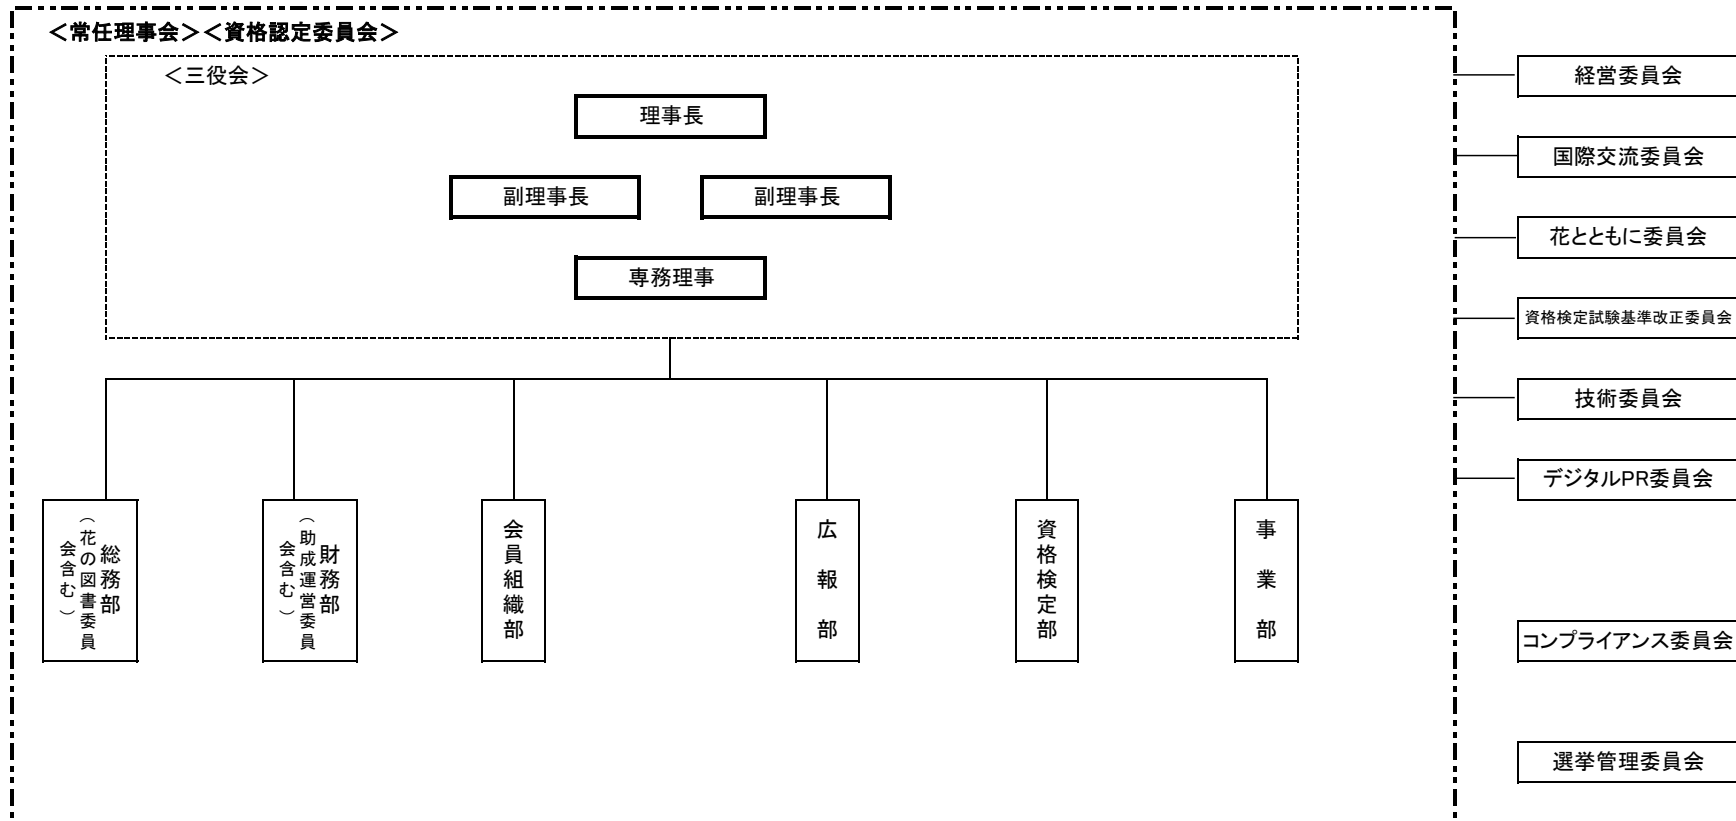 ＜常任理事会＞＜資格認定委員会＞
＜三役会＞
理事長
副理事長
副理事長
専務理事
総務部
（花の図書委員
会含む）
財務部
（助成運営委員
会含む）
会員組織部
広報部
資格検定部
事業部
経営委員会
国際交流委員会
花とともに委員会
資格検定試験基準改正委員会
技術委員会
デジタルPR委員会
コンプライアンス委員会
選挙管理委員会